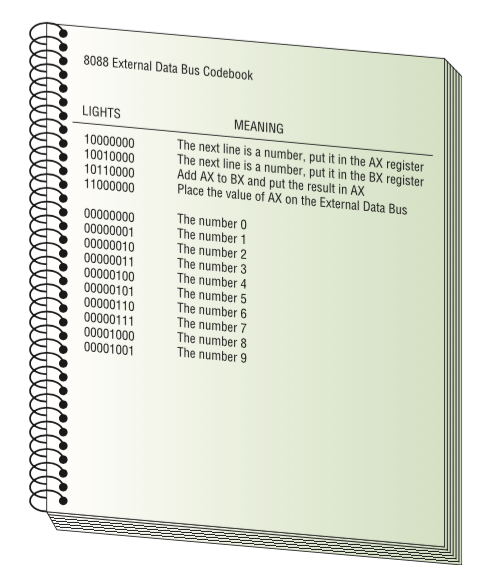 8088 External Data Bus Codebook
LIGHTS MEANING
10000000 The next line is a number, put it in the AX register
10010000 The next line is a number, put it in the BX register
10110000 Add AX to BX and put the result in AX
11000000 Place the value of AX on the External Data Bus
00000000 The number 0
00000001 The number 1
00000010 The number 2
00000011 The number 3
00000100 The number 4
00000101 The number 5
00000110 The number 6
00000111 The number 7
00001000 The number 8
00001001 The number 9